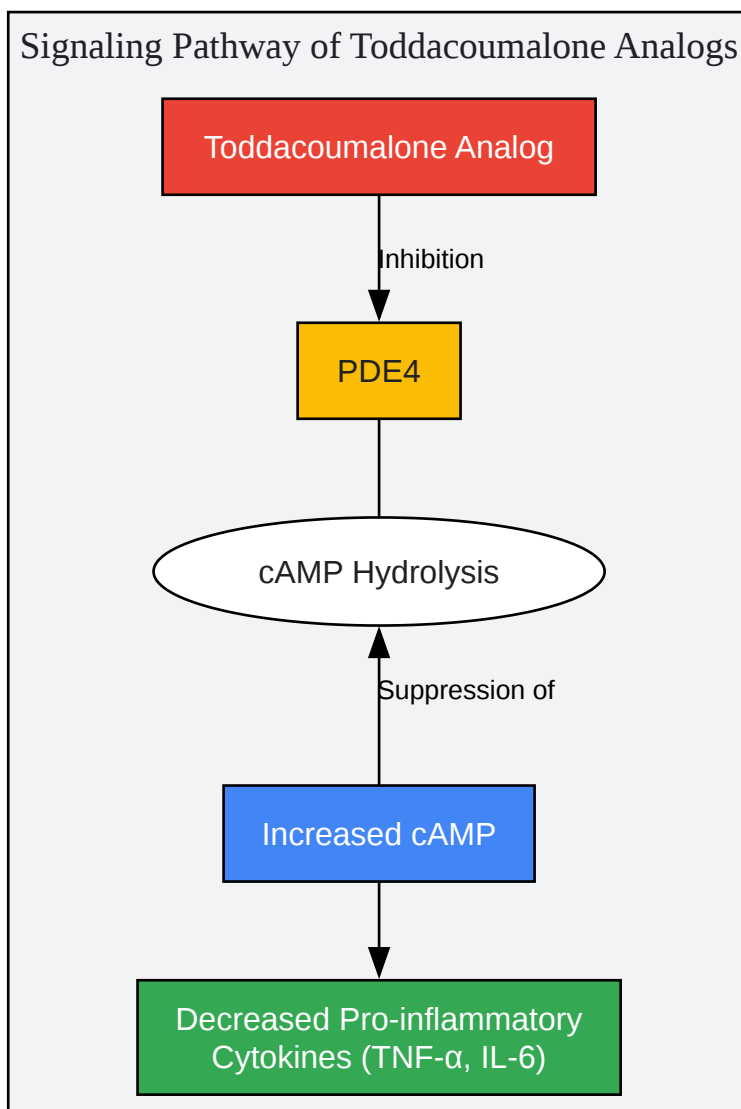 Signaling Pathway of Toddacoumalone Analogs
Toddacoumalone Analog
Inhibition
PDE4
cAMP Hydrolysis
Suppression of
Increased cAMP
Decreased Pro-inflammatory
Cytokines (TNF-α, IL-6)